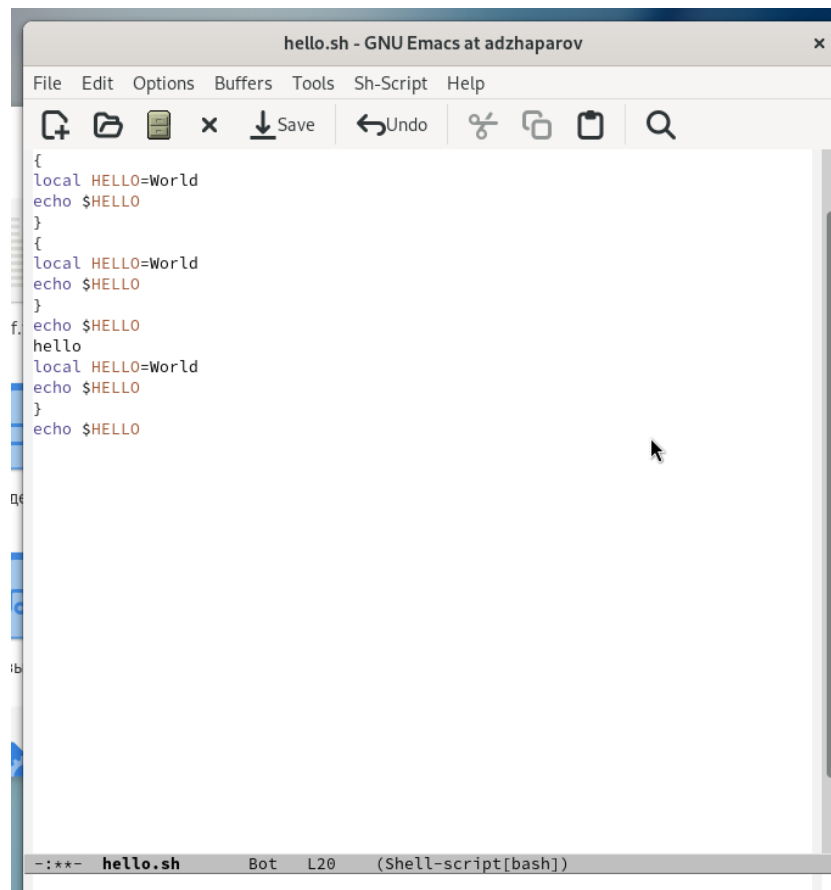 hello.sh - GNU Emacs at adzhaparov ×
File Edit Options Buffers Tools Sh-Script Help
Save Undo
{
local HELLO=World
echo $HELLO
}
{
local HELLO=World
echo $HELLO
}
echo $HELLO
hello
local HELLO=World
echo $HELLO
}
echo $HELLO
-:**- hello.sh Bot L20 (Shell-script[bash])